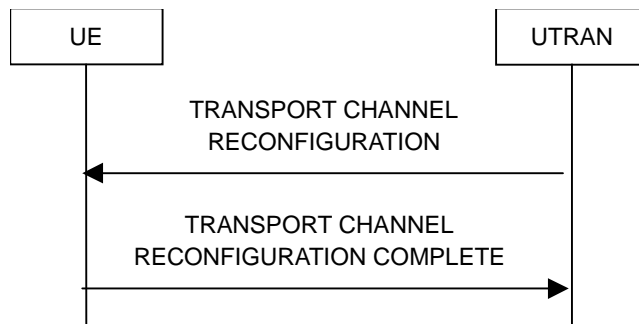 UE
UTRAN
TRANSPORT CHANNEL
RECONFIGURATION
TRANSPORT CHANNEL
RECONFIGURATION COMPLETE